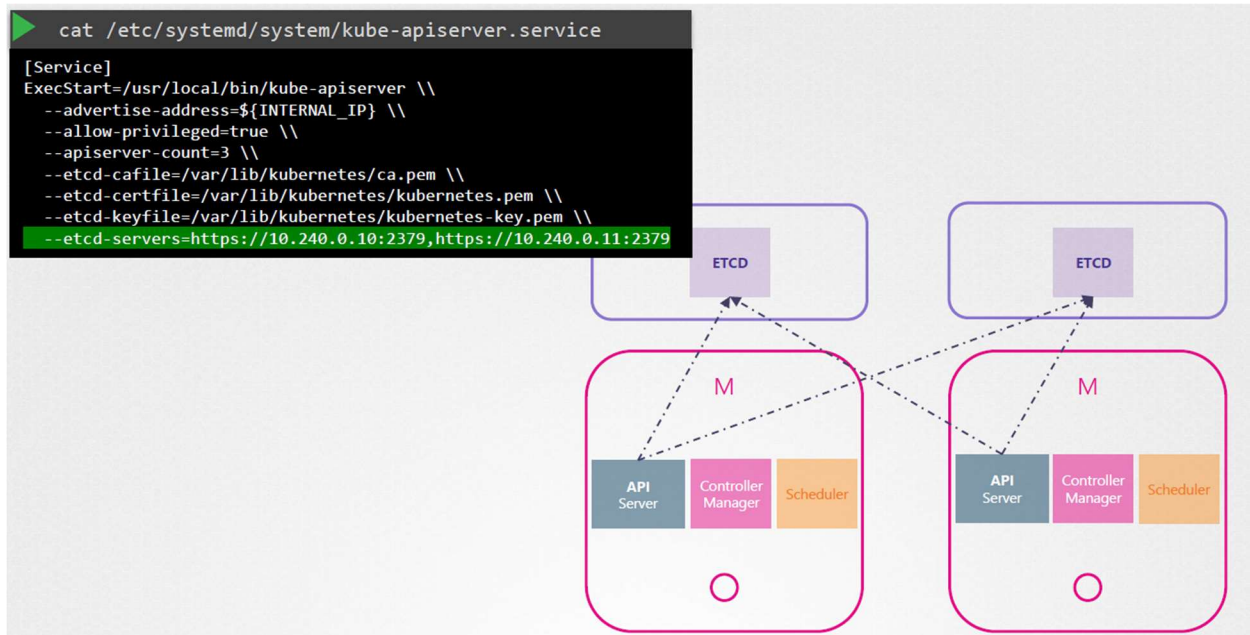 cat /etc/systemd/system/kube-apiserver.service
[Service]
ExecStart=/usr/local/bin/kube-apiserver \\
--advertise-address=${INTERNAL_IP} \\
--allow-privileged=true \\
--apiserver-count=3 \\
--etcd-cafile=/var/lib/kubernetes/ca.pem \\
--etcd-certfile=/var/lib/kubernetes/kubernetes.pem \\
--etcd-keyfile=/var/lib/kubernetes/kubernetes-key.pem \\
--etcd-servers=https://10.240.0.10:2379,https://10.240.0.11:2379
ETCD
ETCD
M
M
API
Server
Controller
Manager
Scheduler
API
Server
Controller
Manager
Scheduler